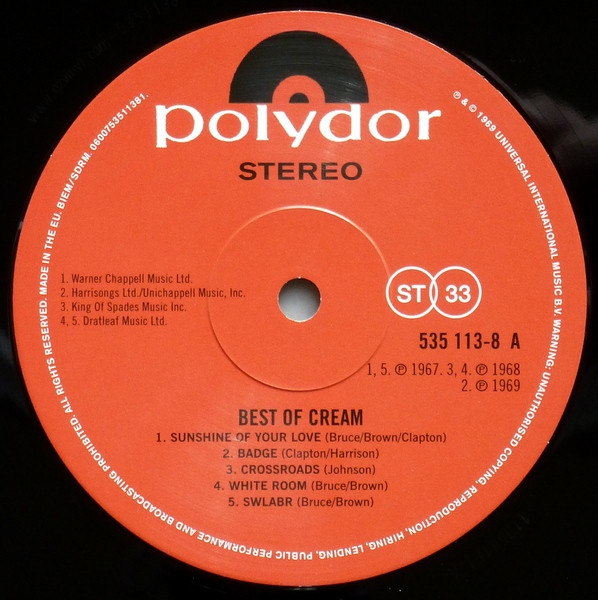 polydor
STEREO
1. Warner Chappell Music Ltd.
2. Harrisongs Ltd./Unichappell Music, Inc.
3. King Of Spades Music Inc.
4, 5. Dratleaf Music Ltd.
ST 33
535 113-8 A
1, 5. ℗ 1967. 3, 4. ℗ 1968
2. ℗ 1969
BEST OF CREAM
1. SUNSHINE OF YOUR LOVE (Bruce/Brown/Clapton)
2. BADGE (Clapton/Harrison)
3. CROSSROADS (Johnson)
4. WHITE ROOM (Bruce/Brown)
5. SWLABR (Bruce/Brown)
℗ & © 1969 UNIVERSAL INTERNATIONAL MUSIC B.V. WARNING: UNAUTHORISED COPYING, REPRODUCTION, HIRING, LENDING, PUBLIC PERFORMANCE AND BROADCASTING PROHIBITED. ALL RIGHTS RESERVED. MADE IN THE EU. BIEM/SDRM. 0600753511381.